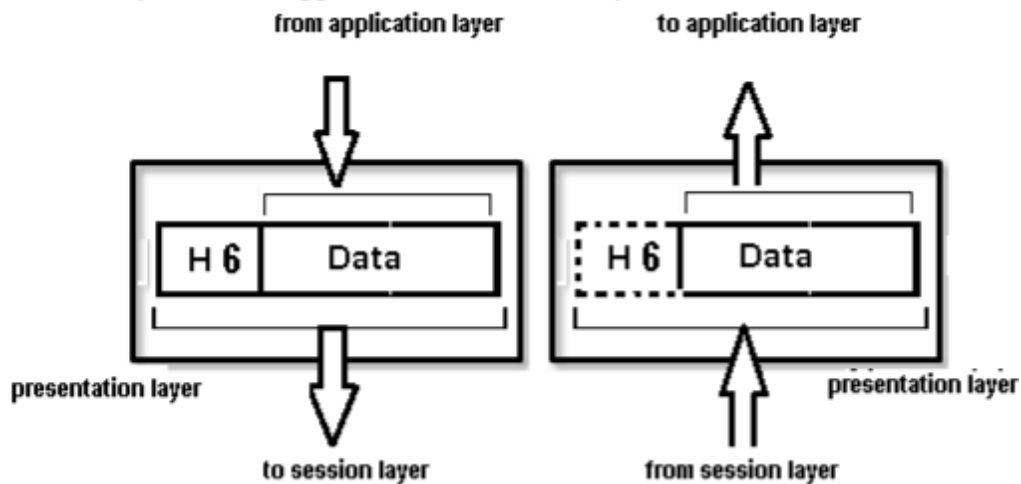 from application layer
to application layer
H 6
Data
H 6
Data
presentation layer
presentation layer
to session layer
from session layer